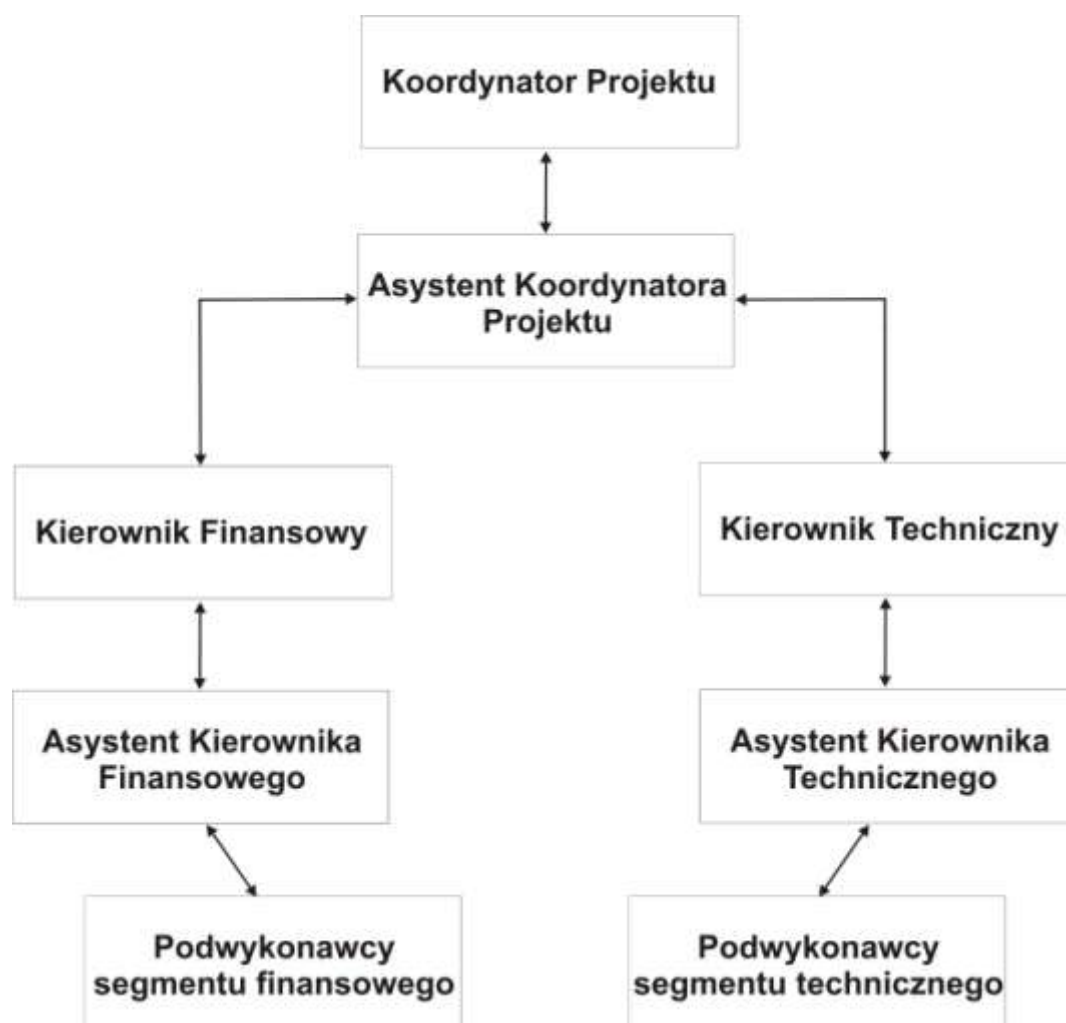 Koordynator Projektu
Asystent Koordynatora
Projektu
Kierownik Finansowy
Kierownik Techniczny
Asystent Kierownika
Finansowego
Asystent Kierownika
Technicznego
Podwykonawcy
segmentu finansowego
Podwykonawcy
segmentu technicznego